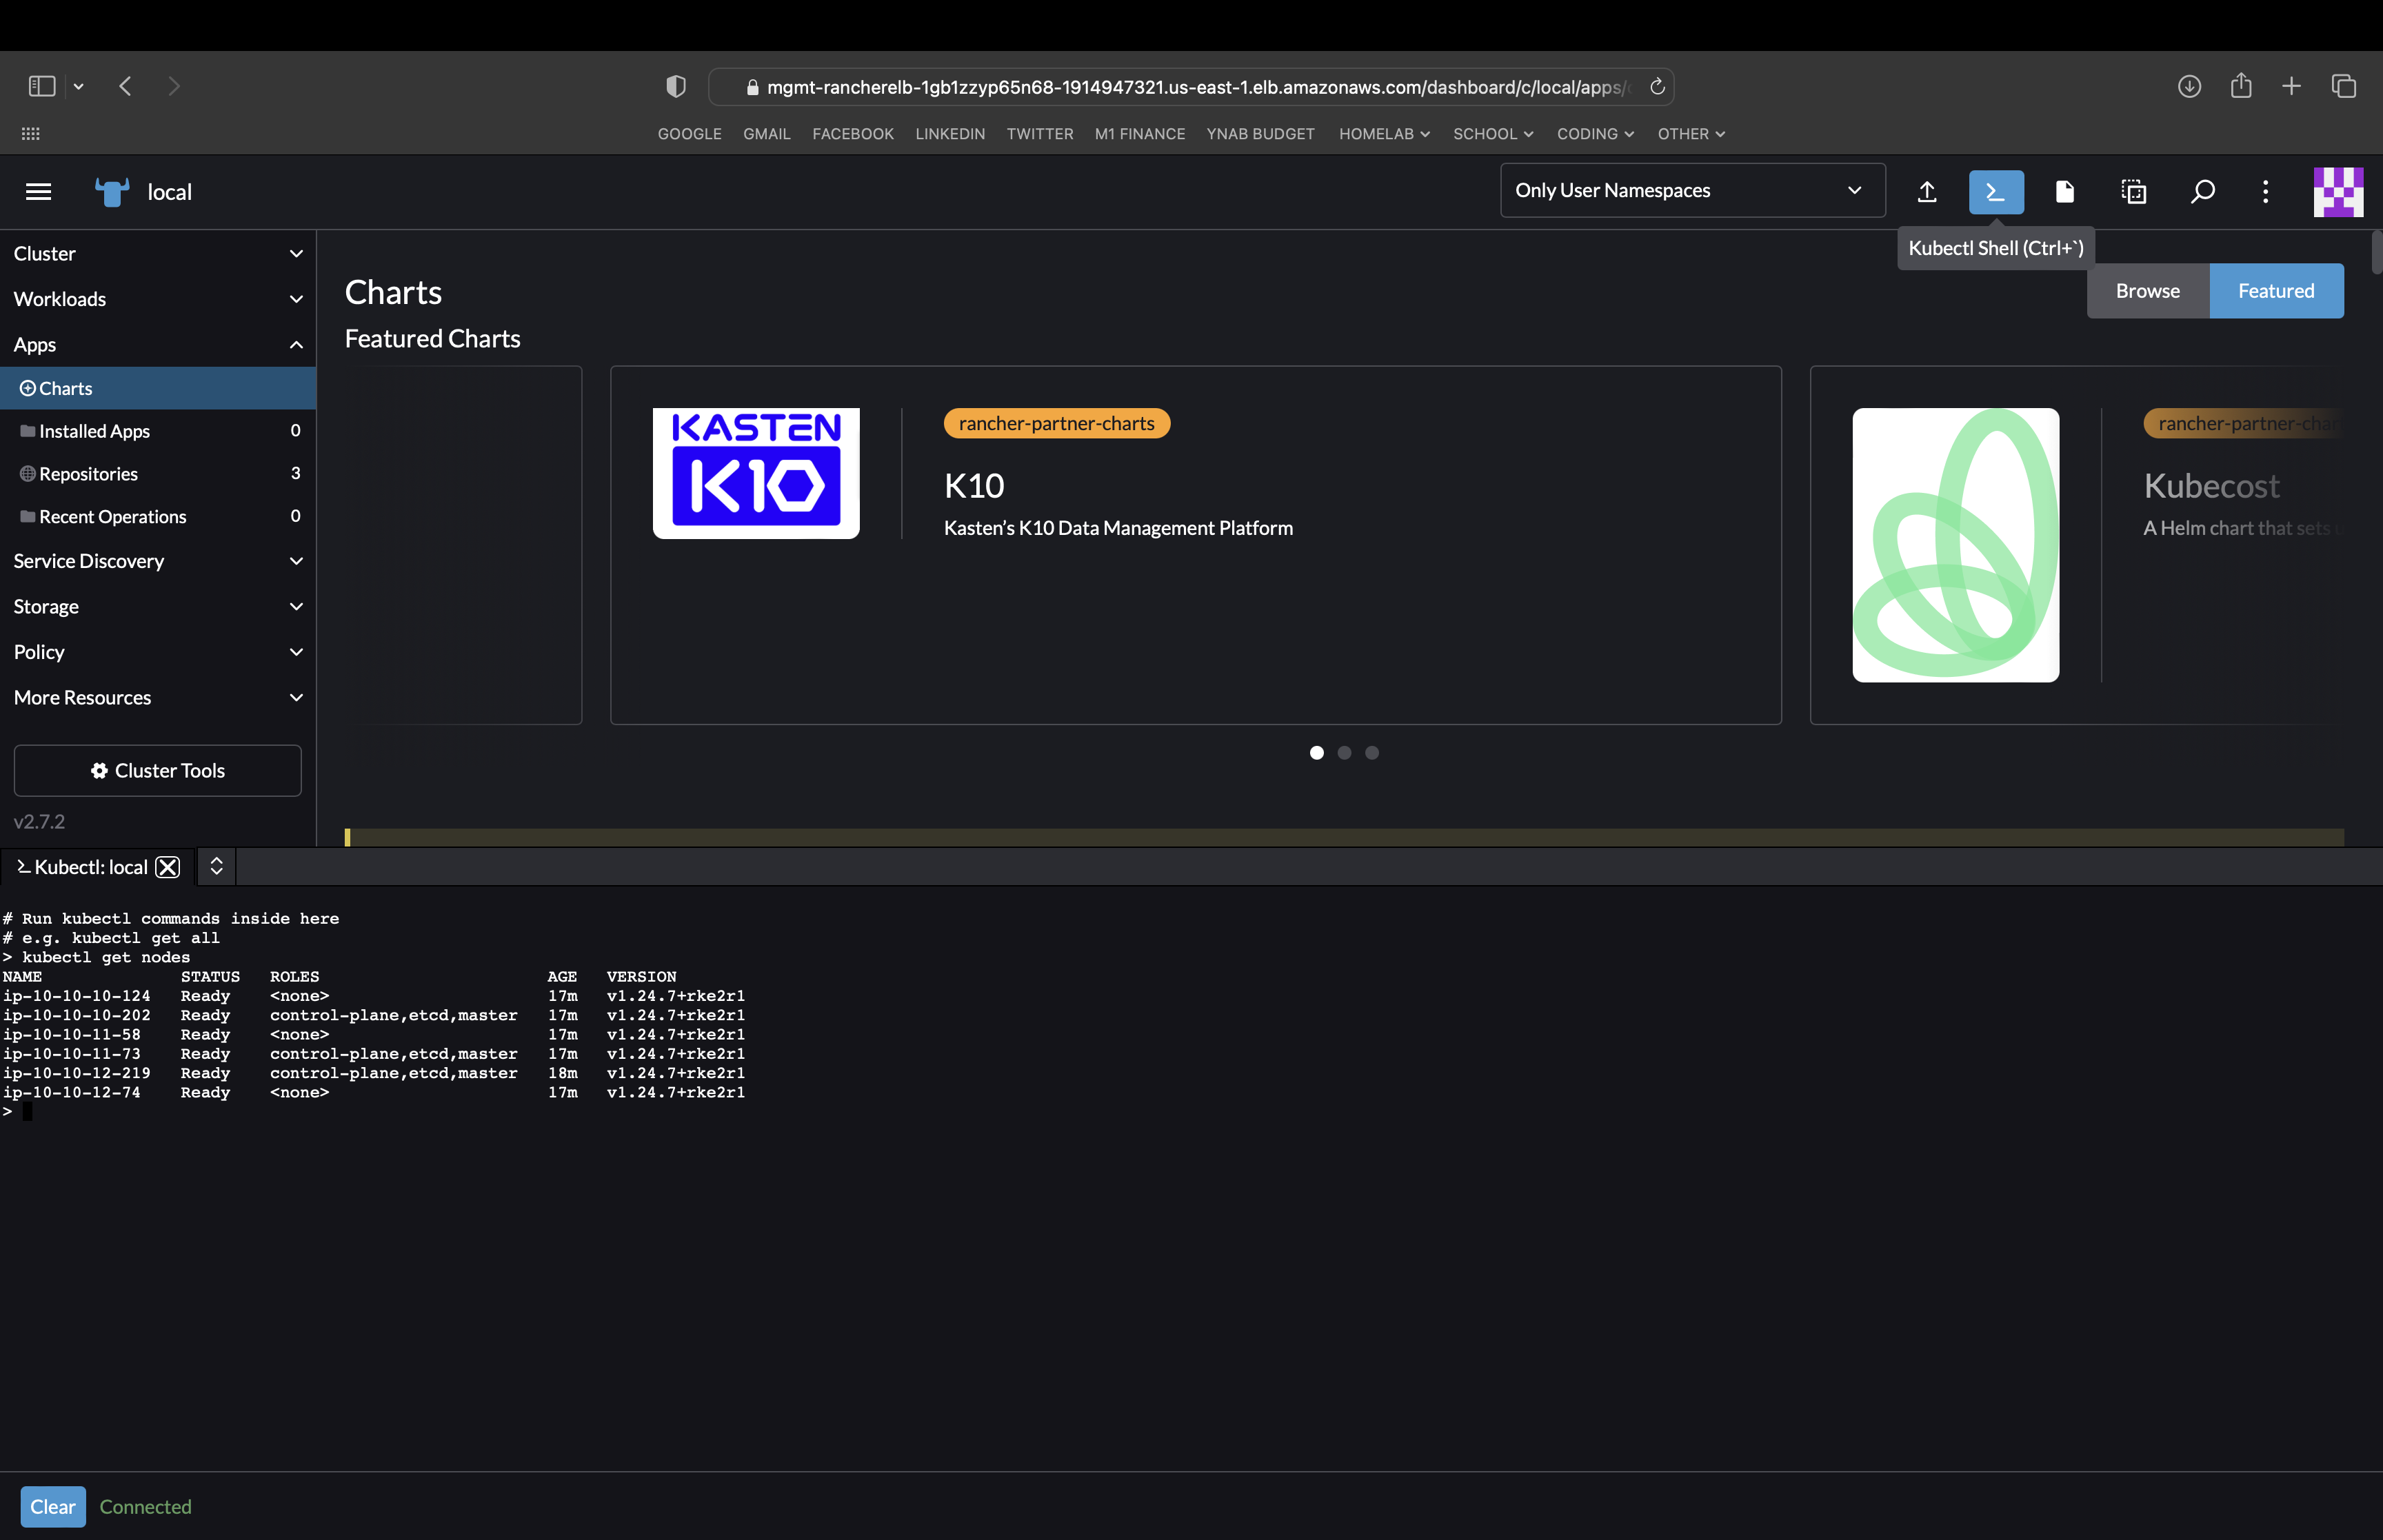 mgmt-rancherelb-1gb1zzyp65n68-1914947321.us-east-1.elb.amazonaws.com/dashboard/c/local/apps/
GOOGLE GMAIL FACEBOOK LINKEDIN TWITTER M1 FINANCE YNAB BUDGET HOMELAB SCHOOL CODING OTHER
local
Only User Namespaces
Kubectl Shell (Ctrl+`)
Cluster
Workloads
Apps
Charts
Installed Apps 0
Repositories 3
Recent Operations 0
Service Discovery
Storage
Policy
More Resources
Cluster Tools
v2.7.2
Charts
Browse
Featured
Featured Charts
KASTEN
K10
rancher-partner-charts
K10
Kasten's K10 Data Management Platform
rancher-partner-char
Kubecost
A Helm chart that sets
Kubectl: local
# Run kubectl commands inside here
# e.g. kubectl get all
> kubectl get nodes
NAME STATUS ROLES AGE VERSION
ip-10-10-10-124 Ready <none> 17m v1.24.7+rke2r1
ip-10-10-10-202 Ready control-plane,etcd,master 17m v1.24.7+rke2r1
ip-10-10-11-58 Ready <none> 17m v1.24.7+rke2r1
ip-10-10-11-73 Ready control-plane,etcd,master 17m v1.24.7+rke2r1
ip-10-10-12-219 Ready control-plane,etcd,master 18m v1.24.7+rke2r1
ip-10-10-12-74 Ready <none> 17m v1.24.7+rke2r1
>
Clear
Connected